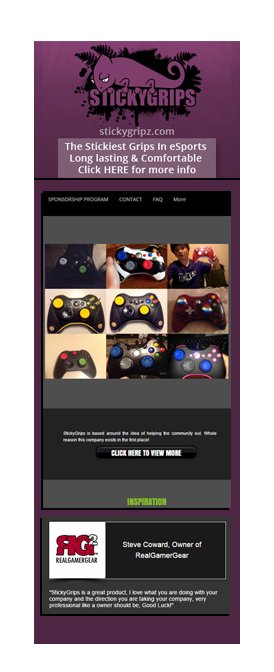 STICKYGRIPS
stickygripz.com
The Stickiest Grips In eSports
Long lasting & Comfortable
Click HERE for more info
SPONSORSHIP PROGRAM CONTACT FAQ More
StickyGrips is based around the idea of helping the community out. Whole
reason this company exists in the first place!
CLICK HERE TO VIEW MORE
INSPIRATION
RG2
REALGAMERGEAR
Steve Coward, Owner of
RealGamerGear
"StickyGrips is a great product, I love what you are doing with your
company and the direction you are taking your company, very
professional like a owner should be, Good Luck!"